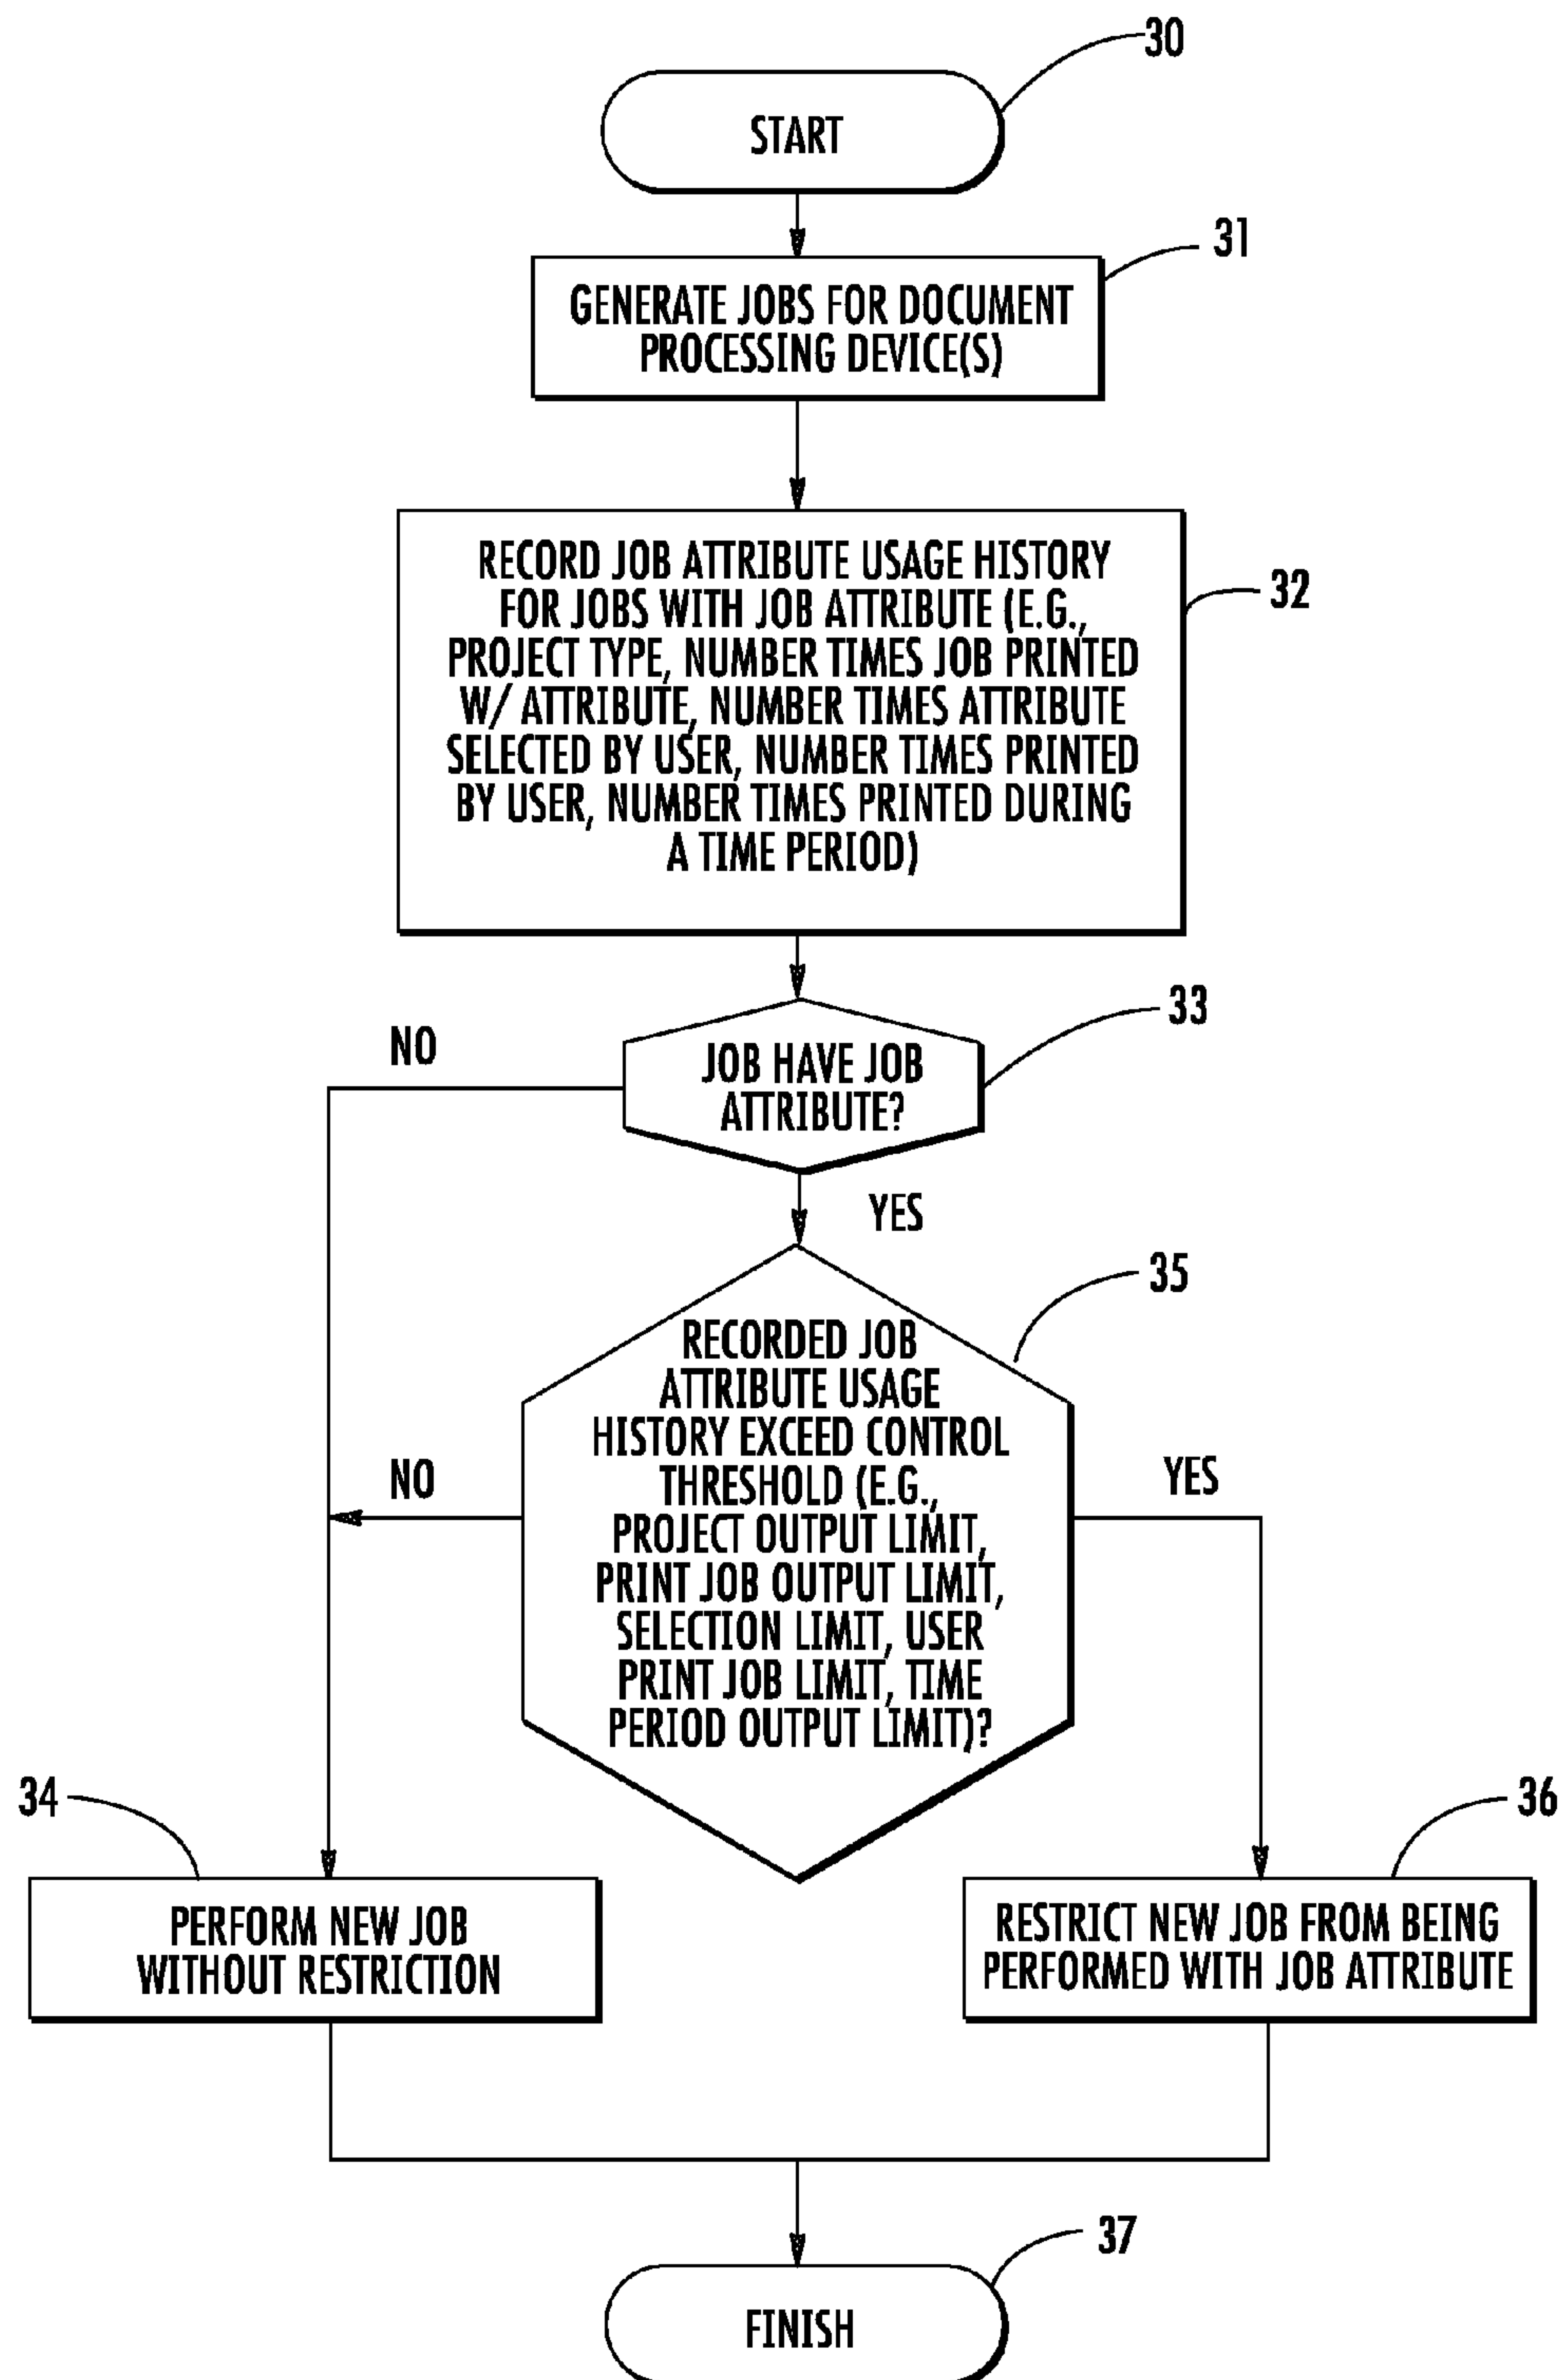 30
START
31
GENERATE JOBS FOR DOCUMENT
PROCESSING DEVICE(S)
32
RECORD JOB ATTRIBUTE USAGE HISTORY
FOR JOBS WITH JOB ATTRIBUTE (E.G.,
PROJECT TYPE, NUMBER TIMES JOB PRINTED
W/ ATTRIBUTE, NUMBER TIMES ATTRIBUTE
SELECTED BY USER, NUMBER TIMES PRINTED
BY USER, NUMBER TIMES PRINTED DURING
A TIME PERIOD)
33
NO
JOB HAVE JOB
ATTRIBUTE?
YES
35
RECORDED JOB
ATTRIBUTE USAGE
HISTORY EXCEED CONTROL
THRESHOLD (E.G.,
PROJECT OUTPUT LIMIT,
PRINT JOB OUTPUT LIMIT,
SELECTION LIMIT, USER
PRINT JOB LIMIT, TIME
PERIOD OUTPUT LIMIT)?
NO
YES
34
PERFORM NEW JOB
WITHOUT RESTRICTION
36
RESTRICT NEW JOB FROM BEING
PERFORMED WITH JOB ATTRIBUTE
37
FINISH